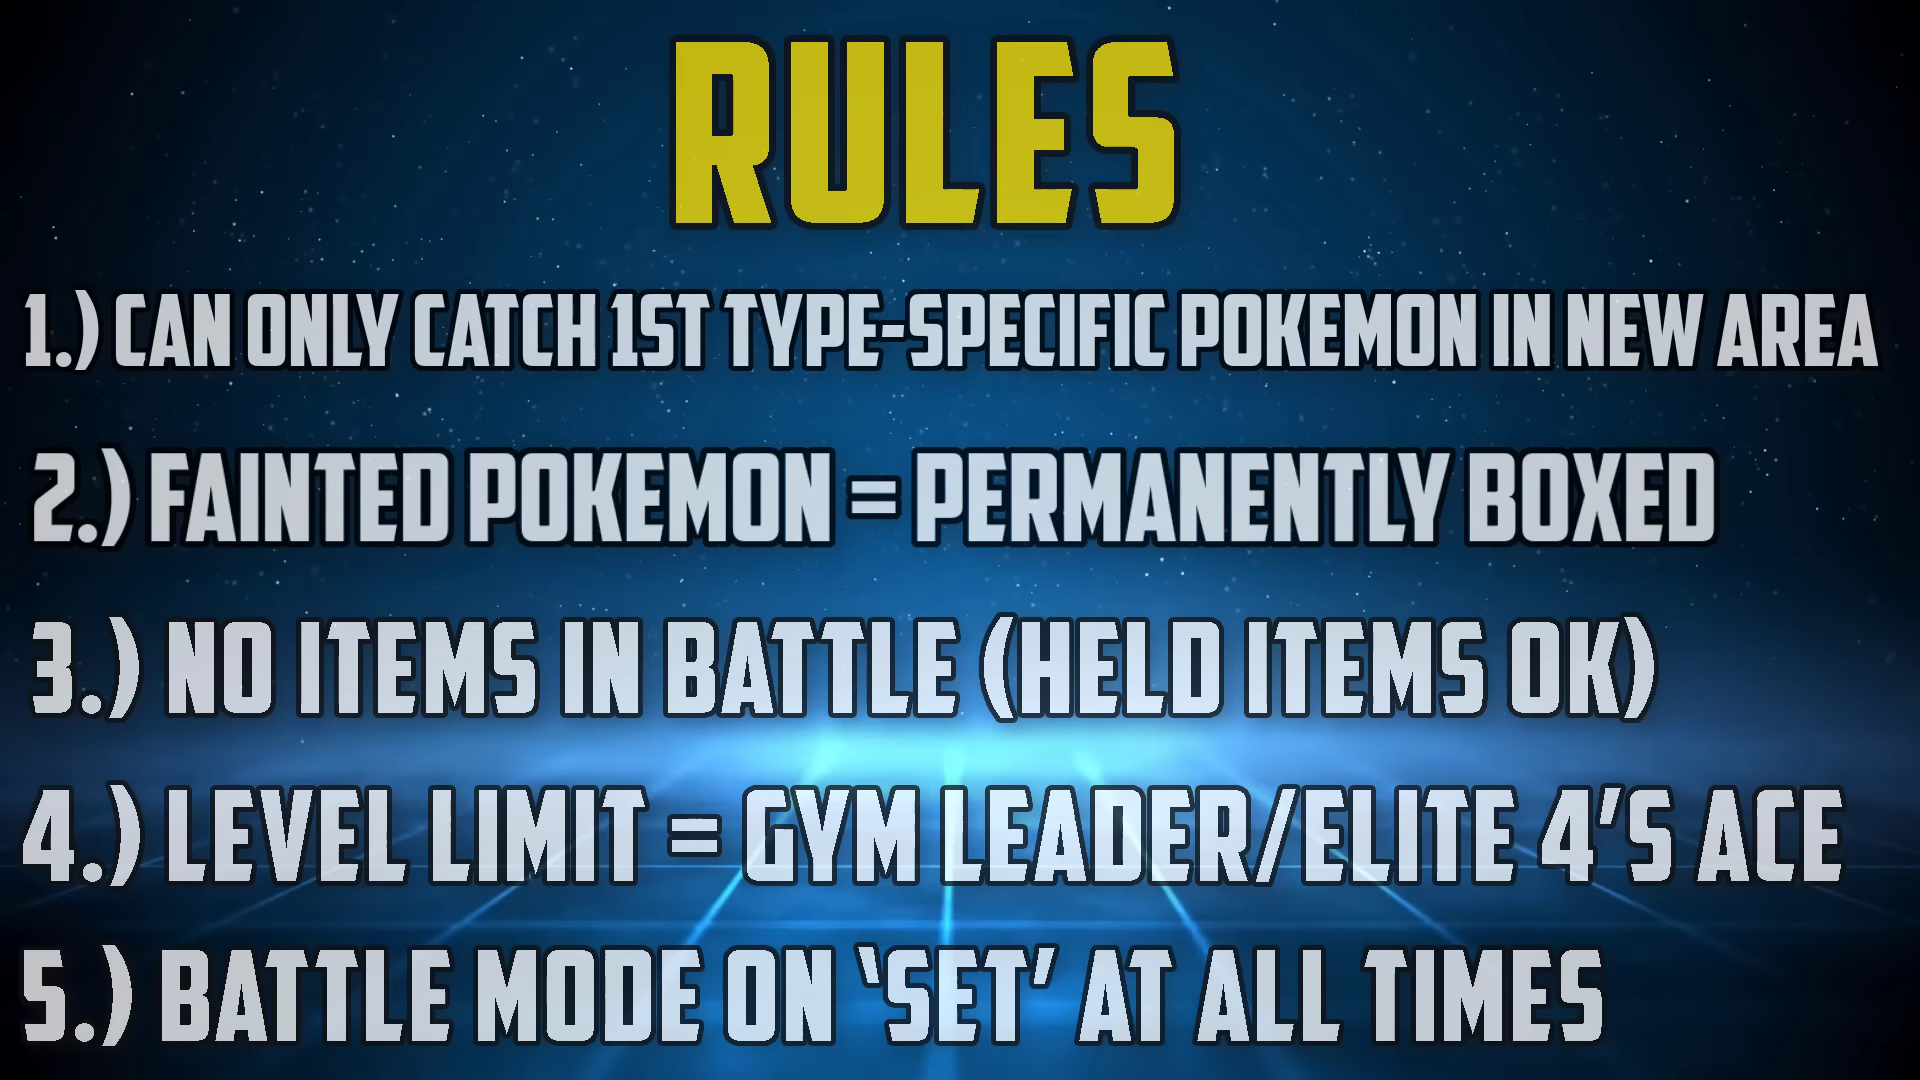 RULES
1.) CAN ONLY CATCH 1ST TYPE-SPECIFIC POKEMON IN NEW AREA
2.) FAINTED POKEMON = PERMANENTLY BOXED
3.) NO ITEMS IN BATTLE (HELD ITEMS OK)
4.) LEVEL LIMIT = GYM LEADER/ELITE 4'S ACE
5.) BATTLE MODE ON 'SET' AT ALL TIMES